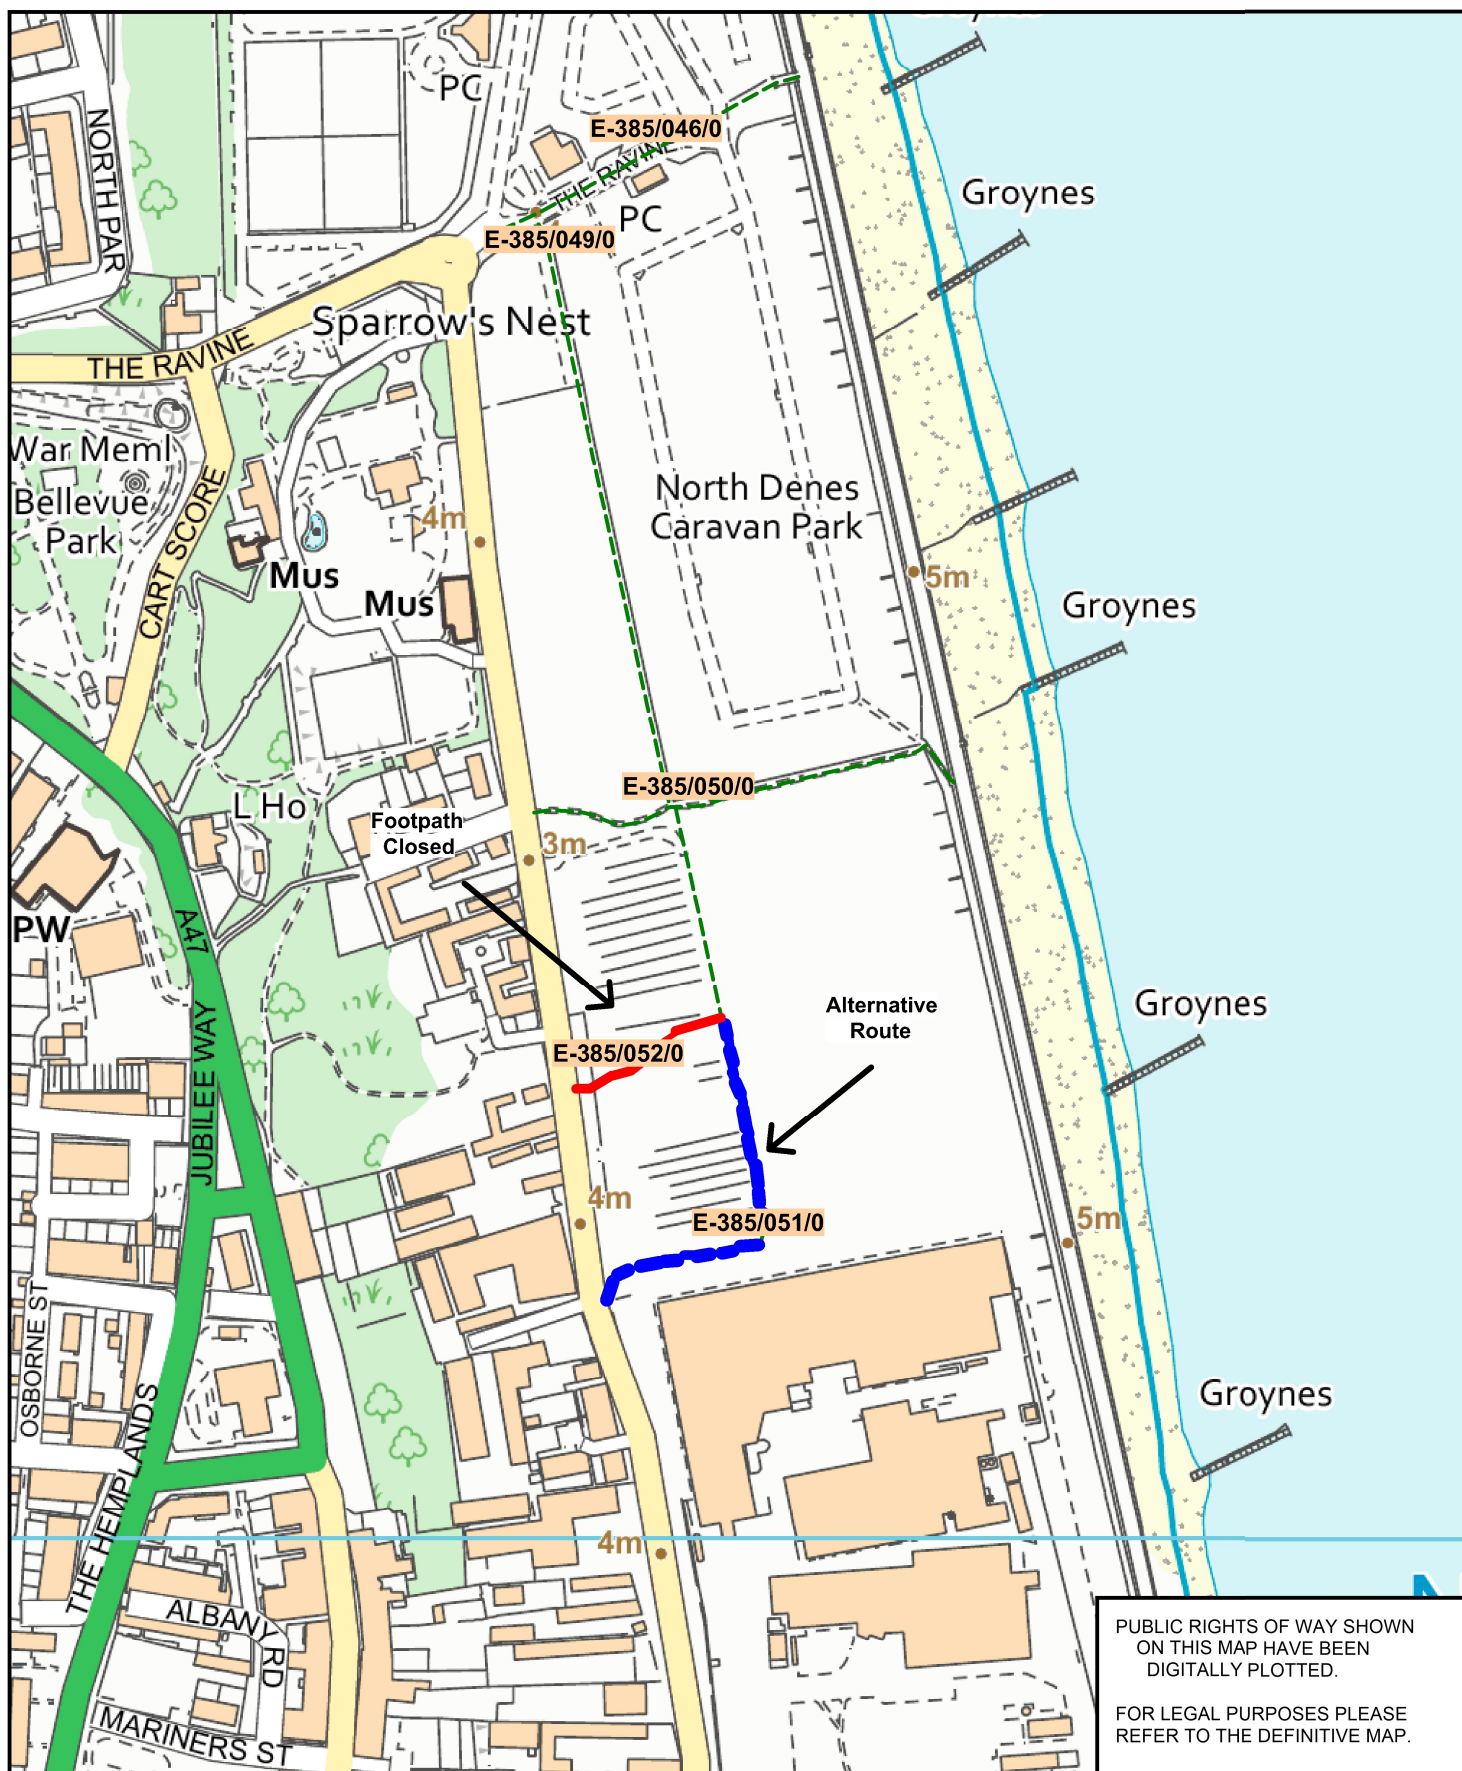 Groynes
PC
NORTH PAR
E-385/046/0
THE RAVINE
Groynes
PC
E-385/049/0
Sparrow's Nest
THE RAVINE
War Meml
Bellevue
Park
CART SCORE
North Denes
Caravan Park
4m
Mus
Mus
5m
Groynes
E-385/050/0
L Ho
Footpath
Closed
3m
PW
A47
JUBILEE WAY
Alternative
Route
Groynes
E-385/052/0
4m
E-385/051/0
5m
OSBORNE ST
Groynes
THE HEMPLANDS
4m
ALBANY RD
MARINERS ST
PUBLIC RIGHTS OF WAY SHOWN
ON THIS MAP HAVE BEEN
DIGITALLY PLOTTED.
FOR LEGAL PURPOSES PLEASE
REFER TO THE DEFINITIVE MAP.